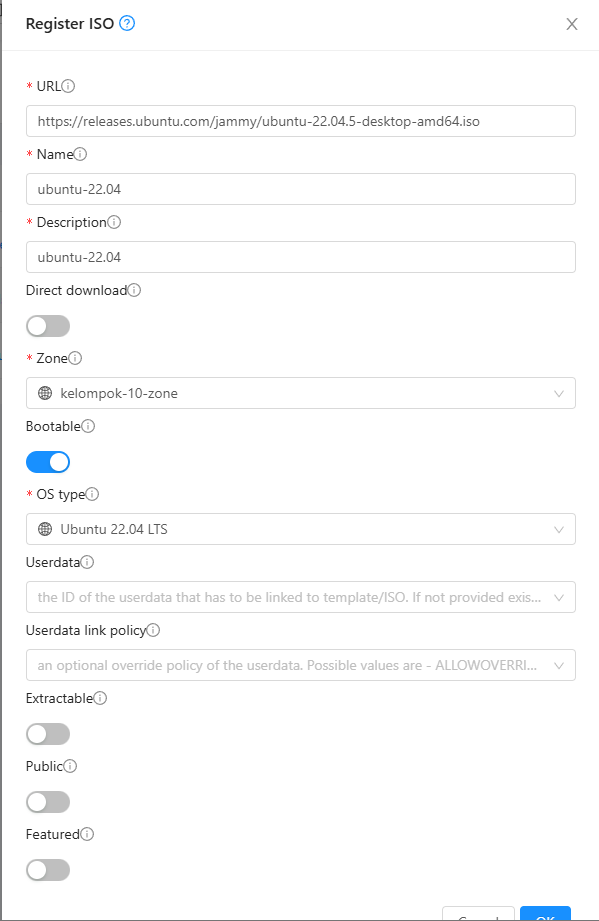 Register ISO
* URL
https://releases.ubuntu.com/jammy/ubuntu-22.04.5-desktop-amd64.iso
* Name
ubuntu-22.04
* Description
ubuntu-22.04
Direct download
* Zone
kelompok-10-zone
Bootable
* OS type
Ubuntu 22.04 LTS
Userdata
the ID of the userdata that has to be linked to template/ISO. If not provided exis...
Userdata link policy
an optional override policy of the userdata. Possible values are - ALLOWOVERRI...
Extractable
Public
Featured
Cancel OK